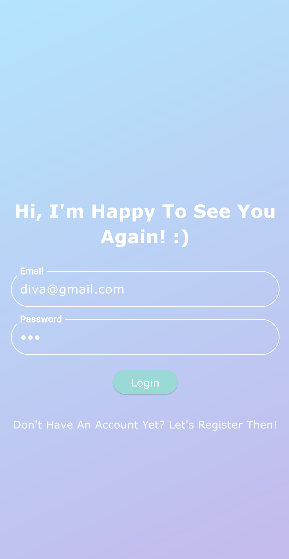 Hi, I'm Happy To See You
Again! :)
Email
diva@gmail.com
Password
•••
Login
Don't Have An Account Yet? Let's Register Then!